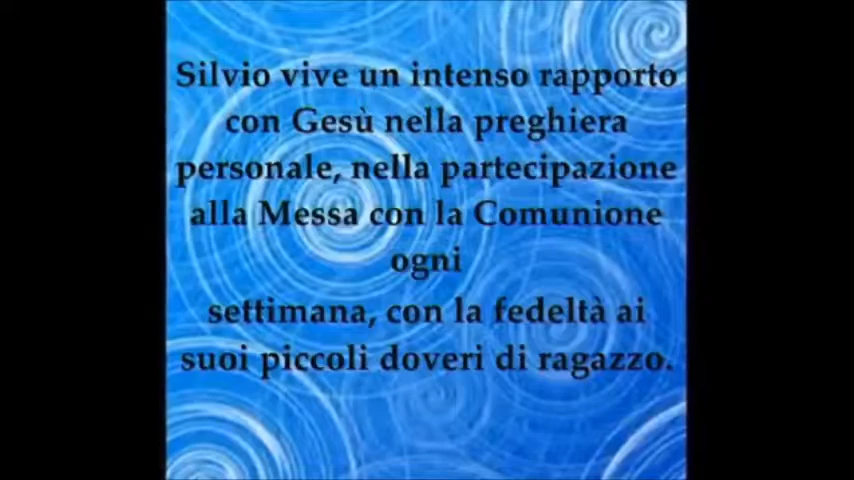 Silvio vive un intenso rapporto
con Gesù nella preghiera
personale, nella partecipazione
alla Messa con la Comunione
ogni
settimana, con la fedeltà ai
suoi piccoli doveri di ragazzo.